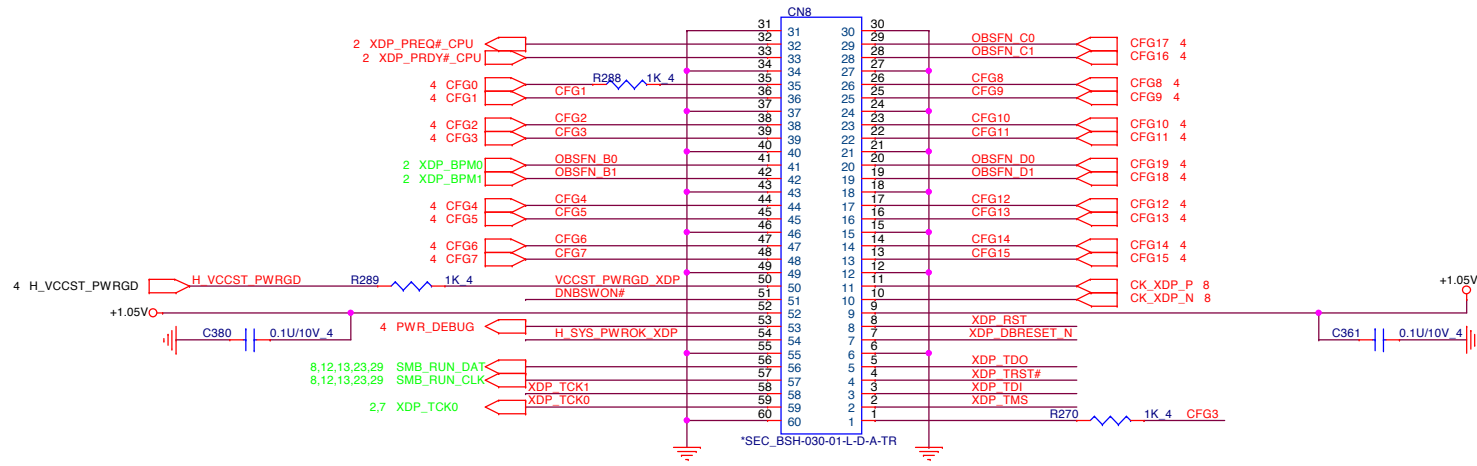 CN8
31 31 30 30
2 XDP_PREQ#_CPU 32 32 29 29 OBSFN_C0 CFG17 4
2 XDP_PRDY#_CPU 33 33 28 28 OBSFN_C1 CFG16 4
34 34 27 27
4 CFG0 R288 1K_4 35 35 26 26 CFG8 CFG8 4
4 CFG1 CFG1 36 36 25 25 CFG9 CFG9 4
37 37 24 24
4 CFG2 CFG2 38 38 23 23 CFG10 CFG10 4
4 CFG3 CFG3 39 39 22 22 CFG11 CFG11 4
40 40 21 21
2 XDP_BPM0 OBSFN_B0 41 41 20 20 OBSFN_D0 CFG19 4
2 XDP_BPM1 OBSFN_B1 42 42 19 19 OBSFN_D1 CFG18 4
43 43 18 18
4 CFG4 CFG4 44 44 17 17 CFG12 CFG12 4
4 CFG5 CFG5 45 45 16 16 CFG13 CFG13 4
46 46 15 15
4 CFG6 CFG6 47 47 14 14 CFG14 CFG14 4
4 CFG7 CFG7 48 48 13 13 CFG15 CFG15 4
49 49 12 12
4 H_VCCST_PWRGD H_VCCST_PWRGD R289 1K_4 VCCST_PWRGD_XDP 50 50 11 11 CK_XDP_P 8
DNBSWON# 51 51 10 10 CK_XDP_N 8
+1.05V 52 52 9 9 +1.05V
4 PWR_DEBUG 53 53 8 8 XDP_RST
C380 0.1U/10V_4 H_SYS_PWROK_XDP 54 54 7 7 XDP_DBRESET_N C361 0.1U/10V_4
55 55 6 6
8,12,13,23,29 SMB_RUN_DAT 56 56 5 5 XDP_TDO
8,12,13,23,29 SMB_RUN_CLK 57 57 4 4 XDP_TRST#
XDP_TCK1 58 58 3 3 XDP_TDI
2,7 XDP_TCK0 XDP_TCK0 59 59 2 2 XDP_TMS
60 60 1 1 R270 1K_4 CFG3
*SEC_BSH-030-01-L-D-A-TR